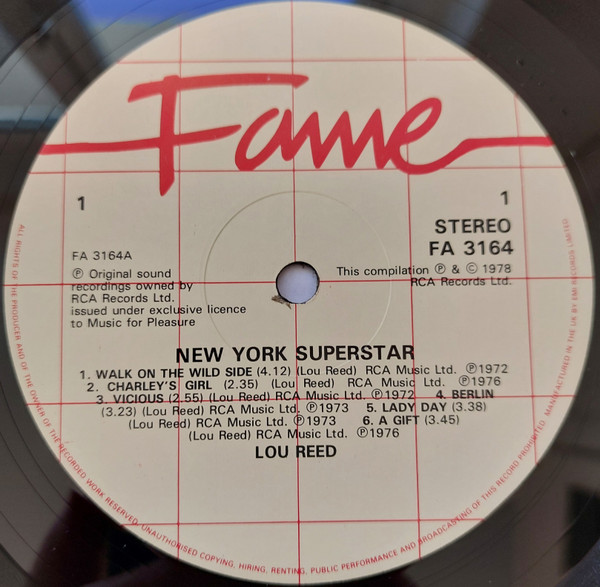 Fame
1
1
STEREO
FA 3164
FA 3164A
Ⓟ Original sound
recordings owned by
RCA Records Ltd.
issued under exclusive licence
to Music for Pleasure
This compilation Ⓟ & © 1978
RCA Records Ltd.
NEW YORK SUPERSTAR
1. WALK ON THE WILD SIDE (4.12) (Lou Reed) RCA Music Ltd. Ⓟ1972
2. CHARLEY'S GIRL (2.35) (Lou Reed) RCA Music Ltd. Ⓟ1976
3. VICIOUS (2.55) (Lou Reed) RCA Music Ltd. Ⓟ1972 4. BERLIN
(3.23) (Lou Reed) RCA Music Ltd. Ⓟ1973 5. LADY DAY (3.38)
(Lou Reed) RCA Music Ltd. Ⓟ1973 6. A GIFT (3.45)
(Lou Reed) RCA Music Ltd. Ⓟ1976
LOU REED
ALL RIGHTS OF THE PRODUCER AND OF THE OWNER OF THE RECORDED WORK RESERVED. UNAUTHORISED COPYING, HIRING, RENTING, PUBLIC PERFORMANCE AND BROADCASTING OF THIS RECORD PROHIBITED. MANUFACTURED IN THE UK BY EMI RECORDS LIMITED.